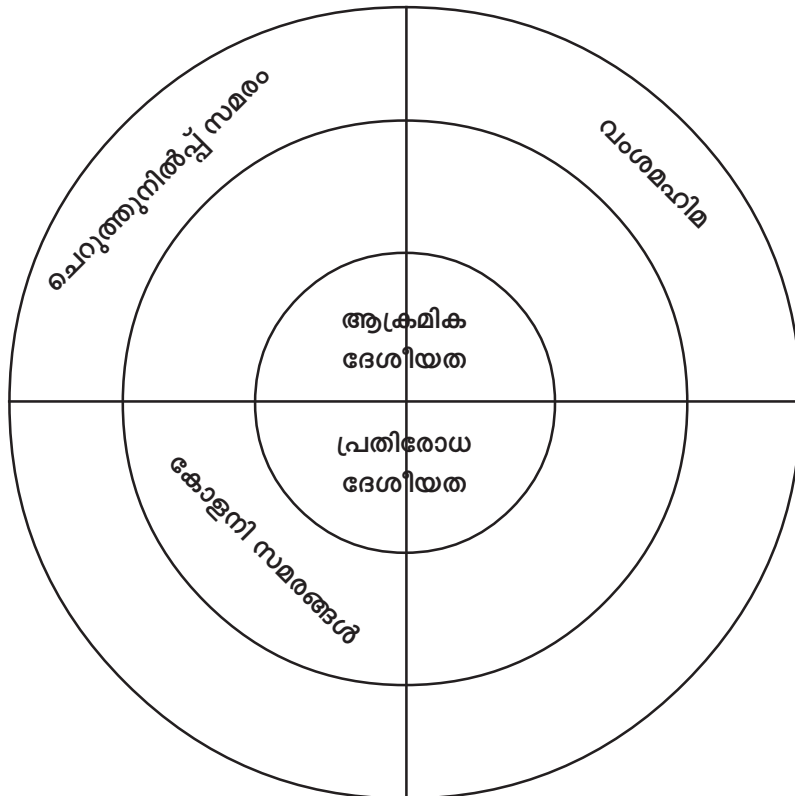 ചെറുത്തുനിൽപ്പ് സമരം
വംശമഹിമ
ആക്രമിക
ദേശീയത
പ്രതിരോധ
ദേശീയത
കോളനി സമരങ്ങൾ